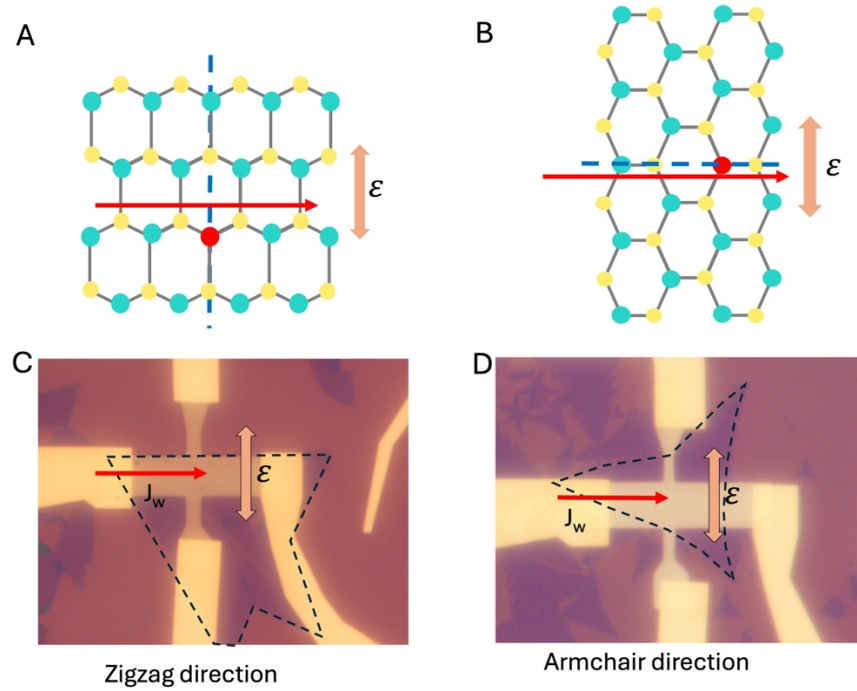 A
B
ε
ε
C
D
J_w
ε
J_w
ε
Zigzag direction
Armchair direction